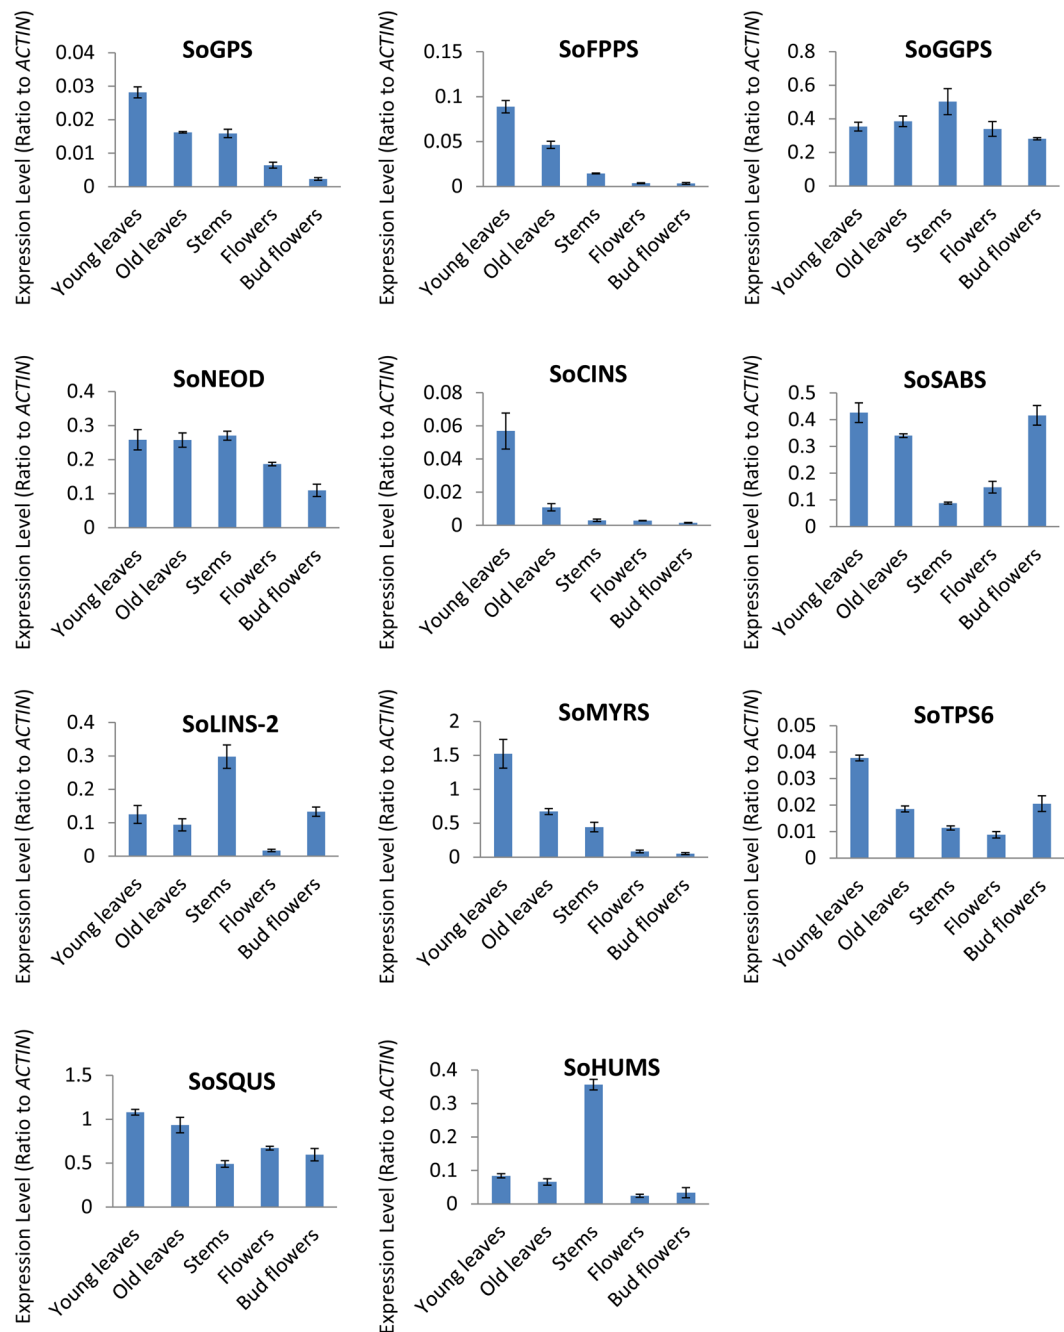 SoGPS
Expression Level (Ratio to ACTIN)
0.04
0.03
0.02
0.01
0
Young leaves
Old leaves
Stems
Flowers
Bud flowers
SoFPPS
Expression Level (Ratio to ACTIN)
0.15
0.1
0.05
0
Young leaves
Old leaves
Stems
Flowers
Bud flowers
SoGGPS
Expression Level (Ratio to ACTIN)
0.8
0.6
0.4
0.2
0
Young leaves
Old leaves
Stems
Flowers
Bud flowers
SoNEOD
Expression Level (Ratio to ACTIN)
0.4
0.3
0.2
0.1
0
Young leaves
Old leaves
Stems
Flowers
Bud flowers
SoCINS
Expression Level (Ratio to ACTIN)
0.08
0.06
0.04
0.02
0
Young leaves
Old leaves
Stems
Flowers
Bud flowers
SoSABS
Expression Level (Ratio to ACTIN)
0.5
0.4
0.3
0.2
0.1
0
Young leaves
Old leaves
Stems
Flowers
Bud flowers
SoLINS-2
Expression Level (Ratio to ACTIN)
0.4
0.3
0.2
0.1
0
Young leaves
Old leaves
Stems
Flowers
Bud flowers
SoMYRS
Expression Level (Ratio to ACTIN)
2
1.5
1
0.5
0
Young leaves
Old leaves
Stems
Flowers
Bud flowers
SoTPS6
Expression Level (Ratio to ACTIN)
0.05
0.04
0.03
0.02
0.01
0
Young leaves
Old leaves
Stems
Flowers
Bud flowers
SoSQUS
Expression Level (Ratio to ACTIN)
1.5
1
0.5
0
Young leaves
Old leaves
Stems
Flowers
Bud flowers
SoHUMS
Expression Level (Ratio to ACTIN)
0.4
0.3
0.2
0.1
0
Young leaves
Old leaves
Stems
Flowers
Bud flowers